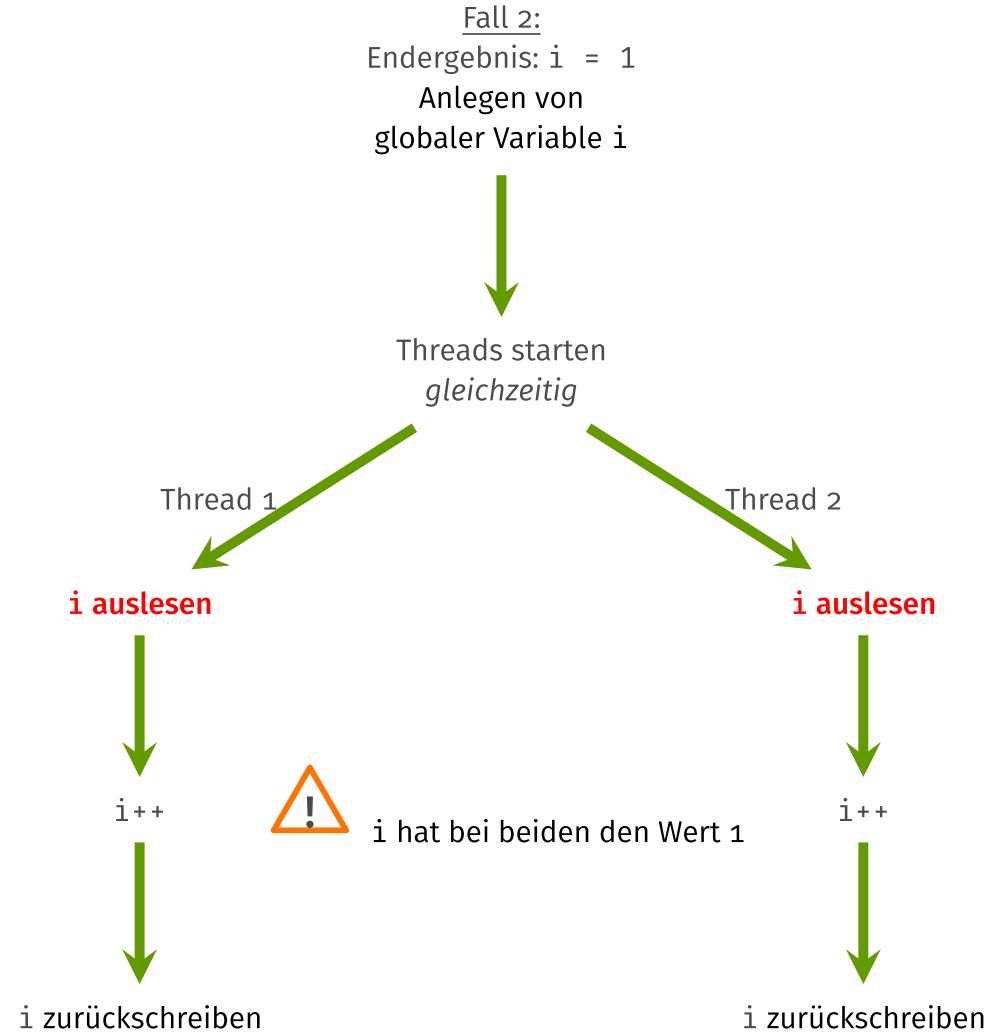 Fall 2:
Endergebnis: i = 1
Anlegen von
globaler Variable i
Threads starten
gleichzeitig
Thread 1
Thread 2
i auslesen
i auslesen
i++
!
i hat bei beiden den Wert 1
i++
i zurückschreiben
i zurückschreiben